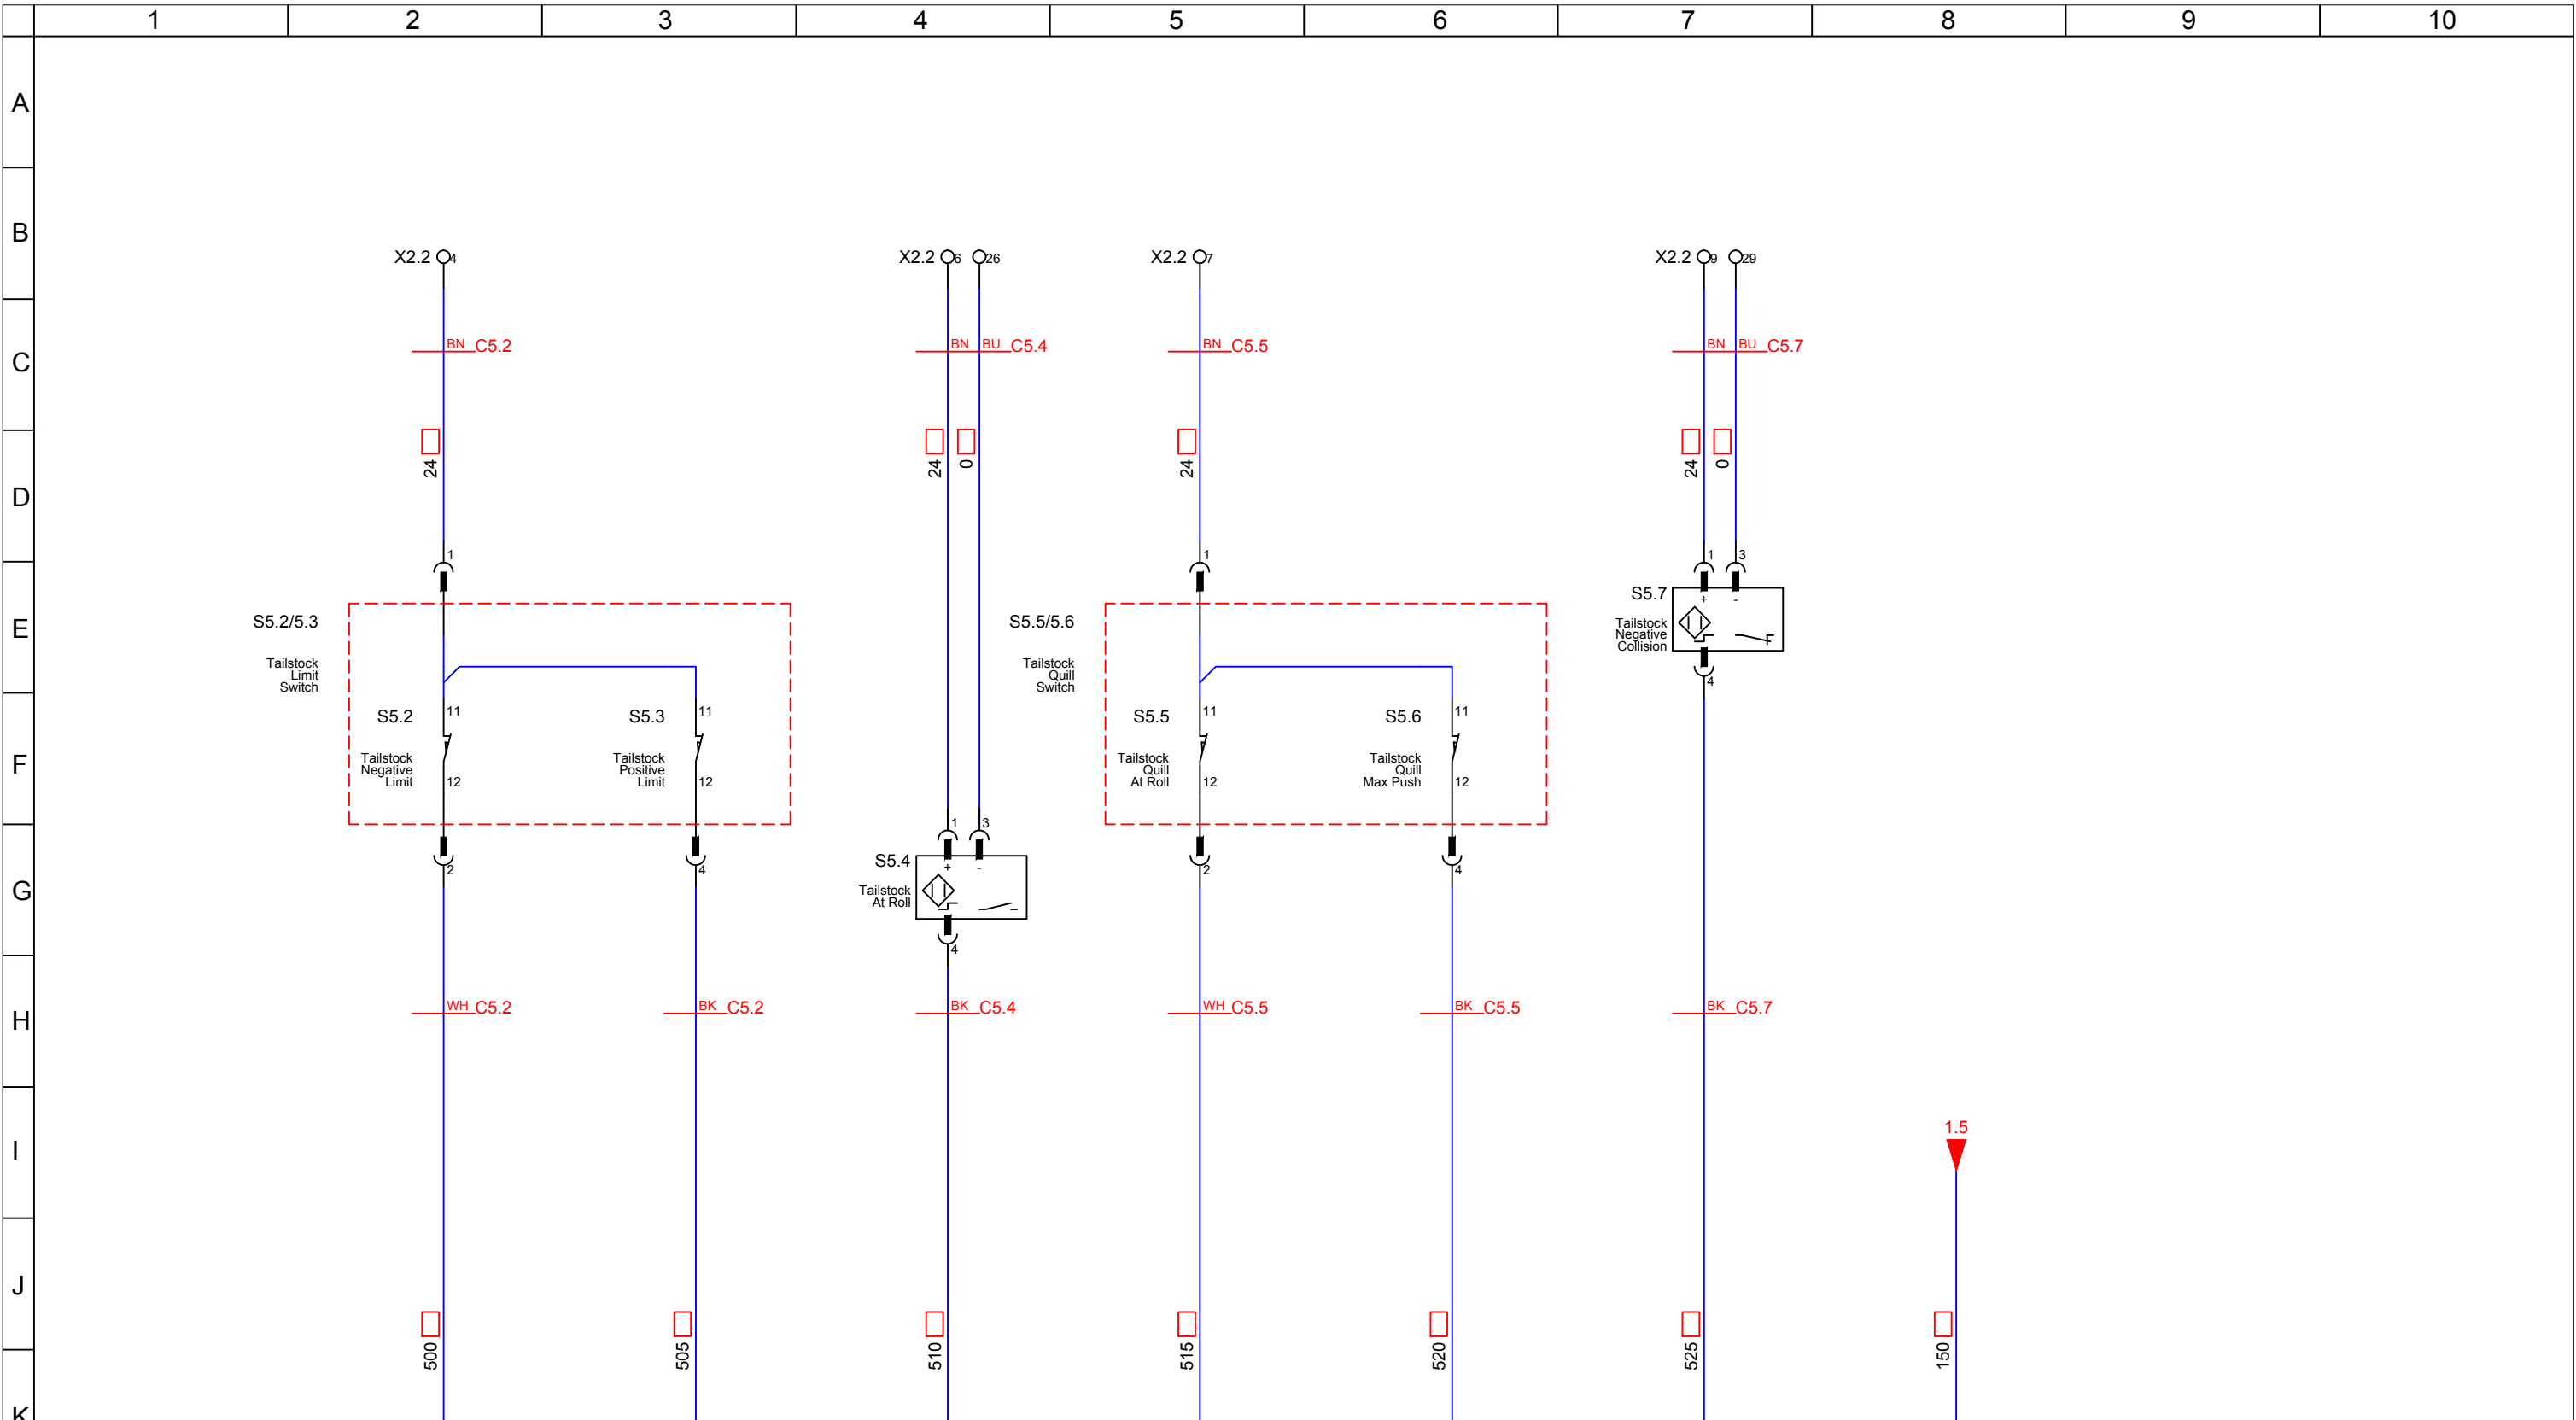 1 2 3 4 5 6 7 8 9 10
A
B
X2.2 4 X2.2 6 26 X2.2 7 X2.2 9 29
C
BN C5.2 BN BU C5.4 BN C5.5 BN BU C5.7
24 24 0 24 24 0
D
1 1 1 3
E
S5.2/5.3
Tailstock
Limit
Switch
S5.5/5.6
Tailstock
Quill
Switch
S5.7
+ -
Tailstock
Negative
Collision
4
F
S5.2 11
Tailstock
Negative
Limit 12
S5.3 11
Tailstock
Positive
Limit 12
S5.5 11
Tailstock
Quill
At Roll 12
S5.6 11
Tailstock
Quill
Max Push 12
G
2 4 1 3 2 4
S5.4
+ -
Tailstock
At Roll
4
H
WH C5.2 BK C5.2 BK C5.4 WH C5.5 BK C5.5 BK C5.7
I
1.5
J
500 505 510 515 520 525 150
K